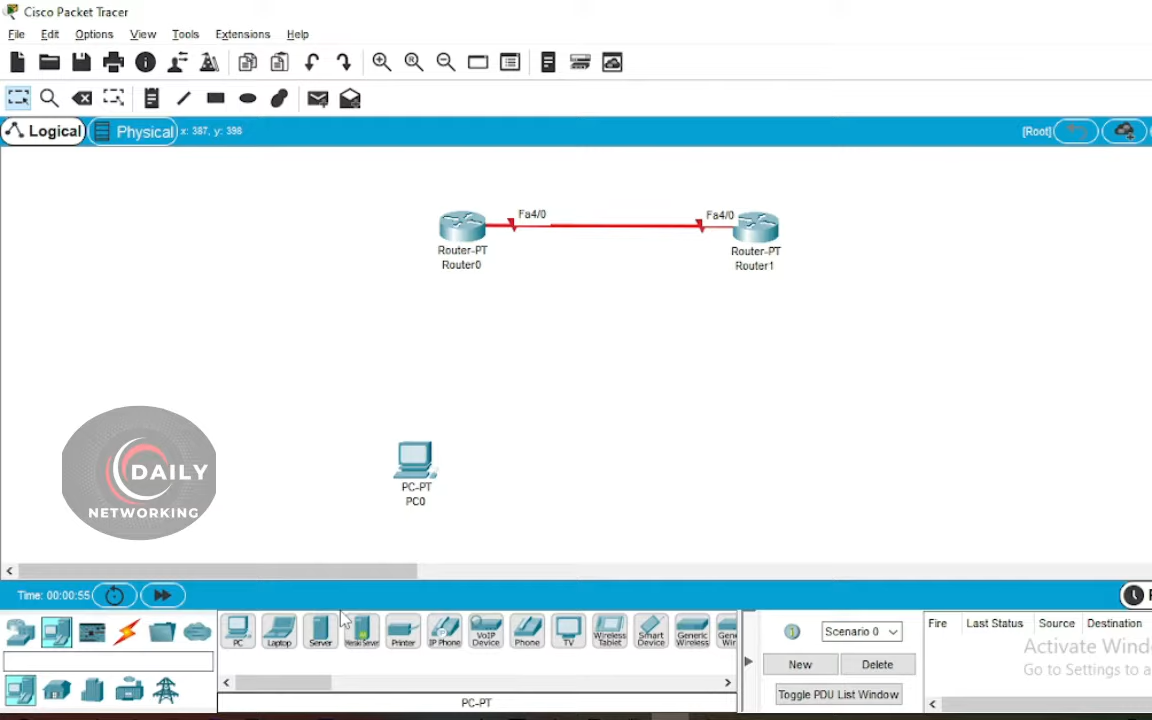 Cisco Packet Tracer
File Edit Options View Tools Extensions Help
Logical Physical x: 387, y: 398 [Root]
Fa4/0 Fa4/0
Router-PT Router-PT
Router0 Router1
DAILY
NETWORKING
PC-PT
PC0
Time: 00:00:55
PC Laptop Server Printer IP Phone VoIP Device Phone TV Wireless Tablet Smart Device Generic Wireless
Scenario 0
New Delete
Toggle PDU List Window
Fire Last Status Source Destination
Activate Wind
Go to Settings to a
PC-PT